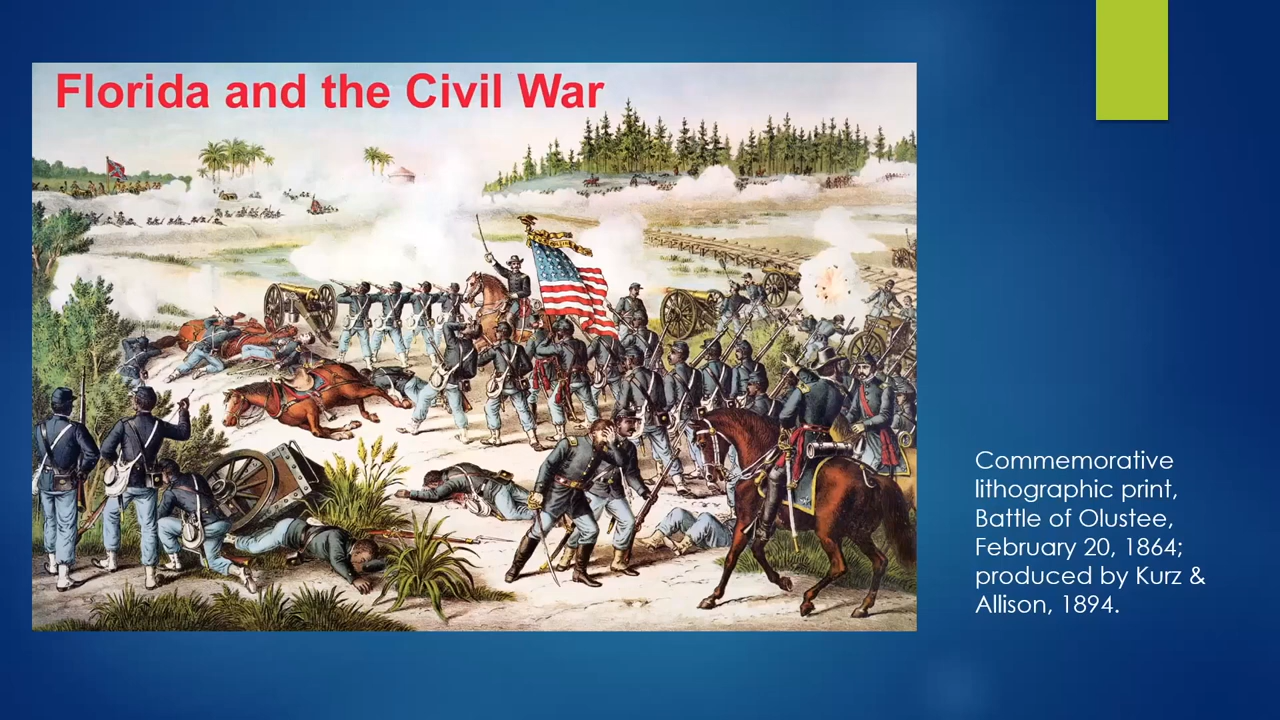 Florida and the Civil War
Commemorative
lithographic print,
Battle of Olustee,
February 20, 1864;
produced by Kurz &
Allison, 1894.